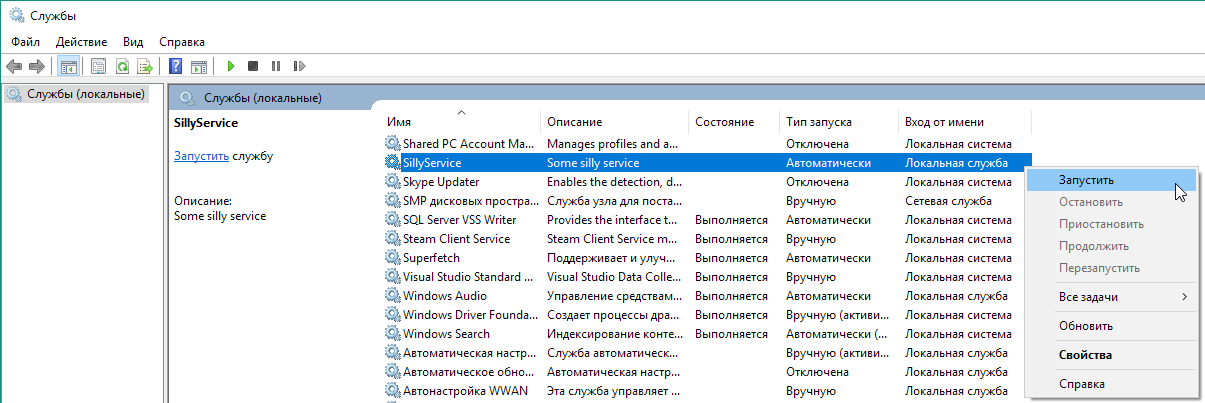 Службы
Файл Действие Вид Справка
Службы (локальные)
Службы (локальные)
SillyService
Запустить службу
Описание:
Some silly service
Имя Описание Состояние Тип запуска Вход от имени
Shared PC Account Ma... Manages profiles and a... Отключена Локальная система
SillyService Some silly service Автоматически Локальная служба
Skype Updater Enables the detection, d... Отключена Локальная система
SMP дисковых простра... Служба узла для поста... Вручную Сетевая служба
SQL Server VSS Writer Provides the interface t... Выполняется Автоматически Локальная система
Steam Client Service Steam Client Service m... Выполняется Вручную Локальная система
Superfetch Поддерживает и улуч... Выполняется Автоматически Локальная система
Visual Studio Standard ... Visual Studio Data Colle... Выполняется Вручную Локальная система
Windows Audio Управление средствам... Выполняется Автоматически Локальная служба
Windows Driver Founda... Создает процессы дра... Выполняется Вручную (активи... Локальная система
Windows Search Индексирование конте... Выполняется Автоматически (... Локальная система
Автоматическая настр... Служба автоматическ... Вручную (активи... Локальная служба
Автоматическое обно... Отключена Локальная служба
Автонастройка WWAN Эта служба управляет ... Вручную Локальная служба
Запустить
Остановить
Приостановить
Продолжить
Перезапустить
Все задачи
Обновить
Свойства
Справка